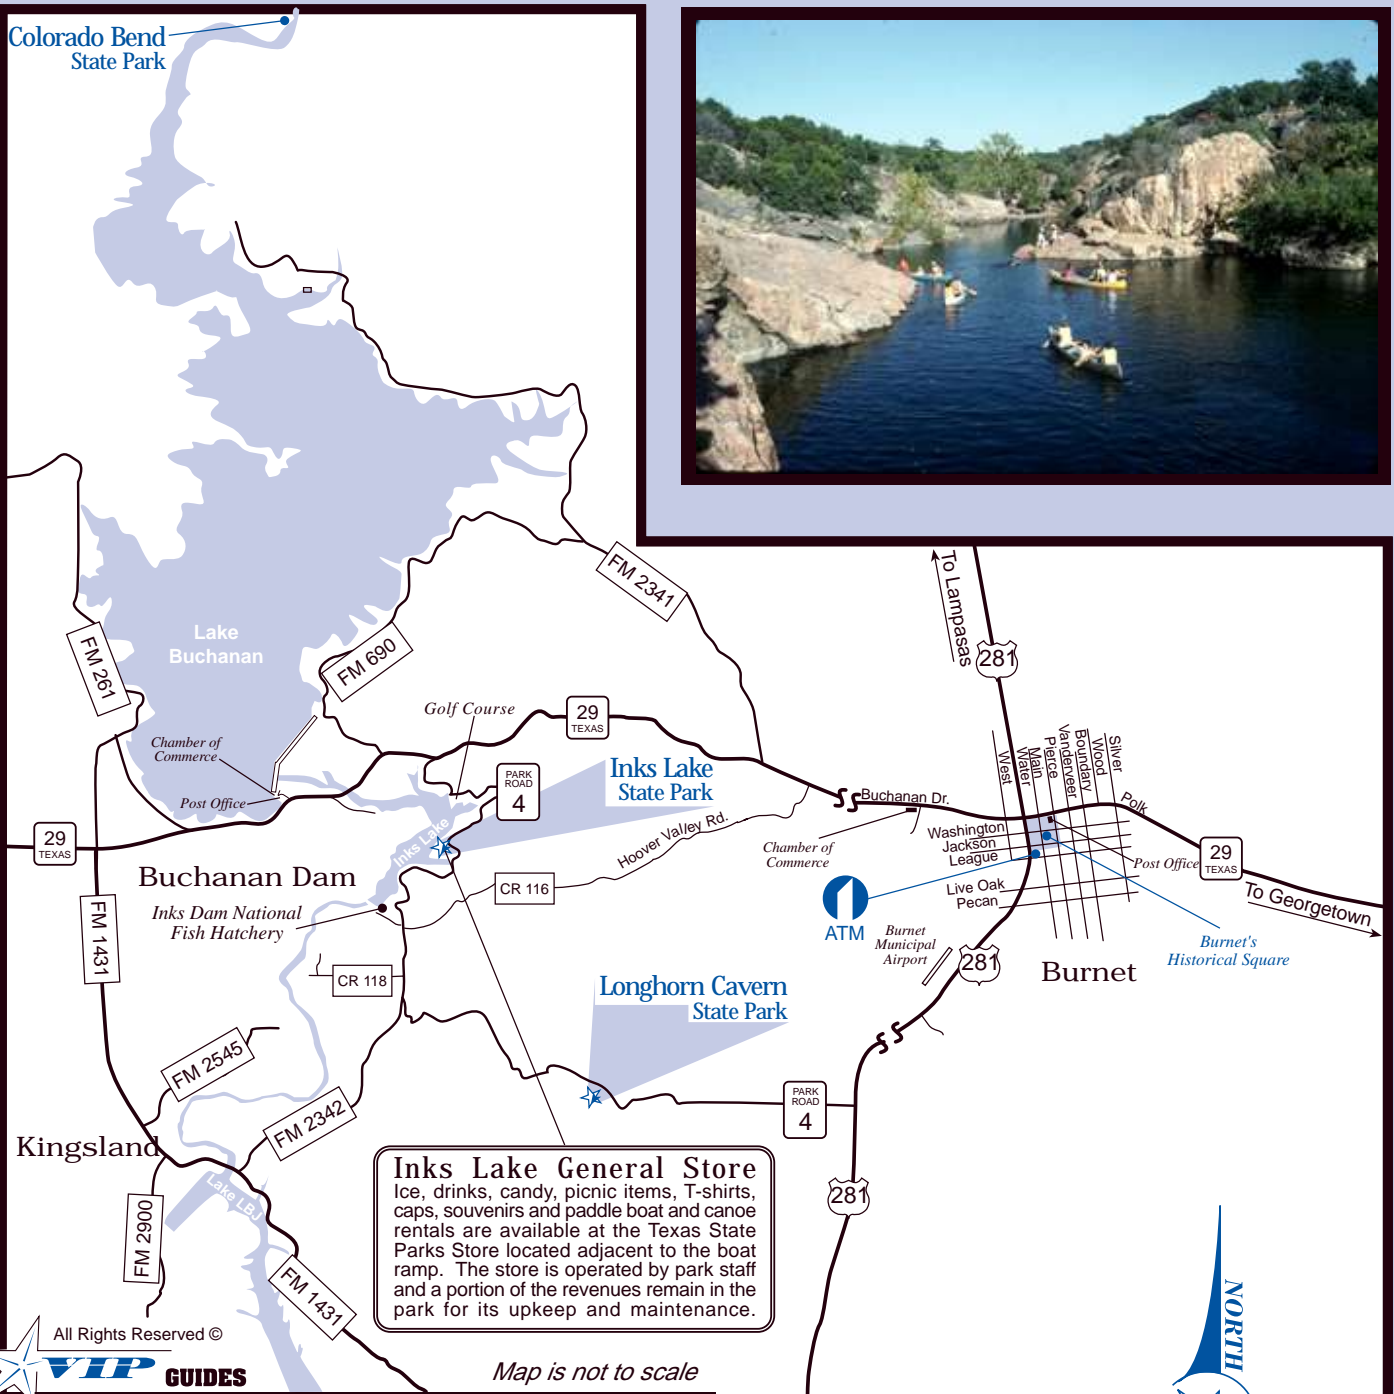 Colorado Bend
State Park
FM 2341
To Lampasas
281
Lake
Buchanan
FM 261
FM 690
Golf Course
29
TEXAS
Chamber of
Commerce
Post Office
PARK
ROAD
4
Inks Lake
State Park
West
Water
Main
Pierce
Vanderveer
Boundary
Wood
Silver
Polk
Buchanan Dr.
Hoover Valley Rd.
29
TEXAS
Inks Lake
Chamber of
Commerce
Washington
Jackson
League
Post Office
29
TEXAS
Live Oak
Pecan
To Georgetown
Buchanan Dam
CR 116
ATM
Inks Dam National
Fish Hatchery
FM 1431
Burnet
Municipal
Airport
281
Burnet's
Historical Square
Burnet
CR 118
Longhorn Cavern
State Park
FM 2545
FM 2342
PARK
ROAD
4
Kingsland
Lake LBJ
FM 2900
281
Inks Lake General Store
Ice, drinks, candy, picnic items, T-shirts,
caps, souvenirs and paddle boat and canoe
rentals are available at the Texas State
Parks Store located adjacent to the boat
ramp. The store is operated by park staff
and a portion of the revenues remain in the
park for its upkeep and maintenance.
FM 1431
NORTH
All Rights Reserved ©
VIP GUIDES
Map is not to scale